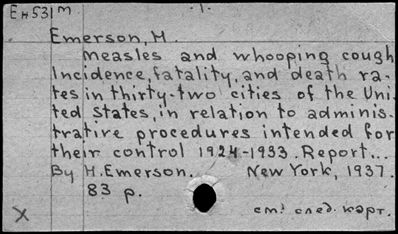 Ен531м .1.
Emerson, H.
Measles and whooping cough
Incidence, fatality, and death ra-
tes in thirty-two cities of the Uni-
ted States, in relation to adminis-
trative procedures intended for
their control 1924-1933. Report...
By H.Emerson. New York, 1937.
83 p.
см. след. карт.